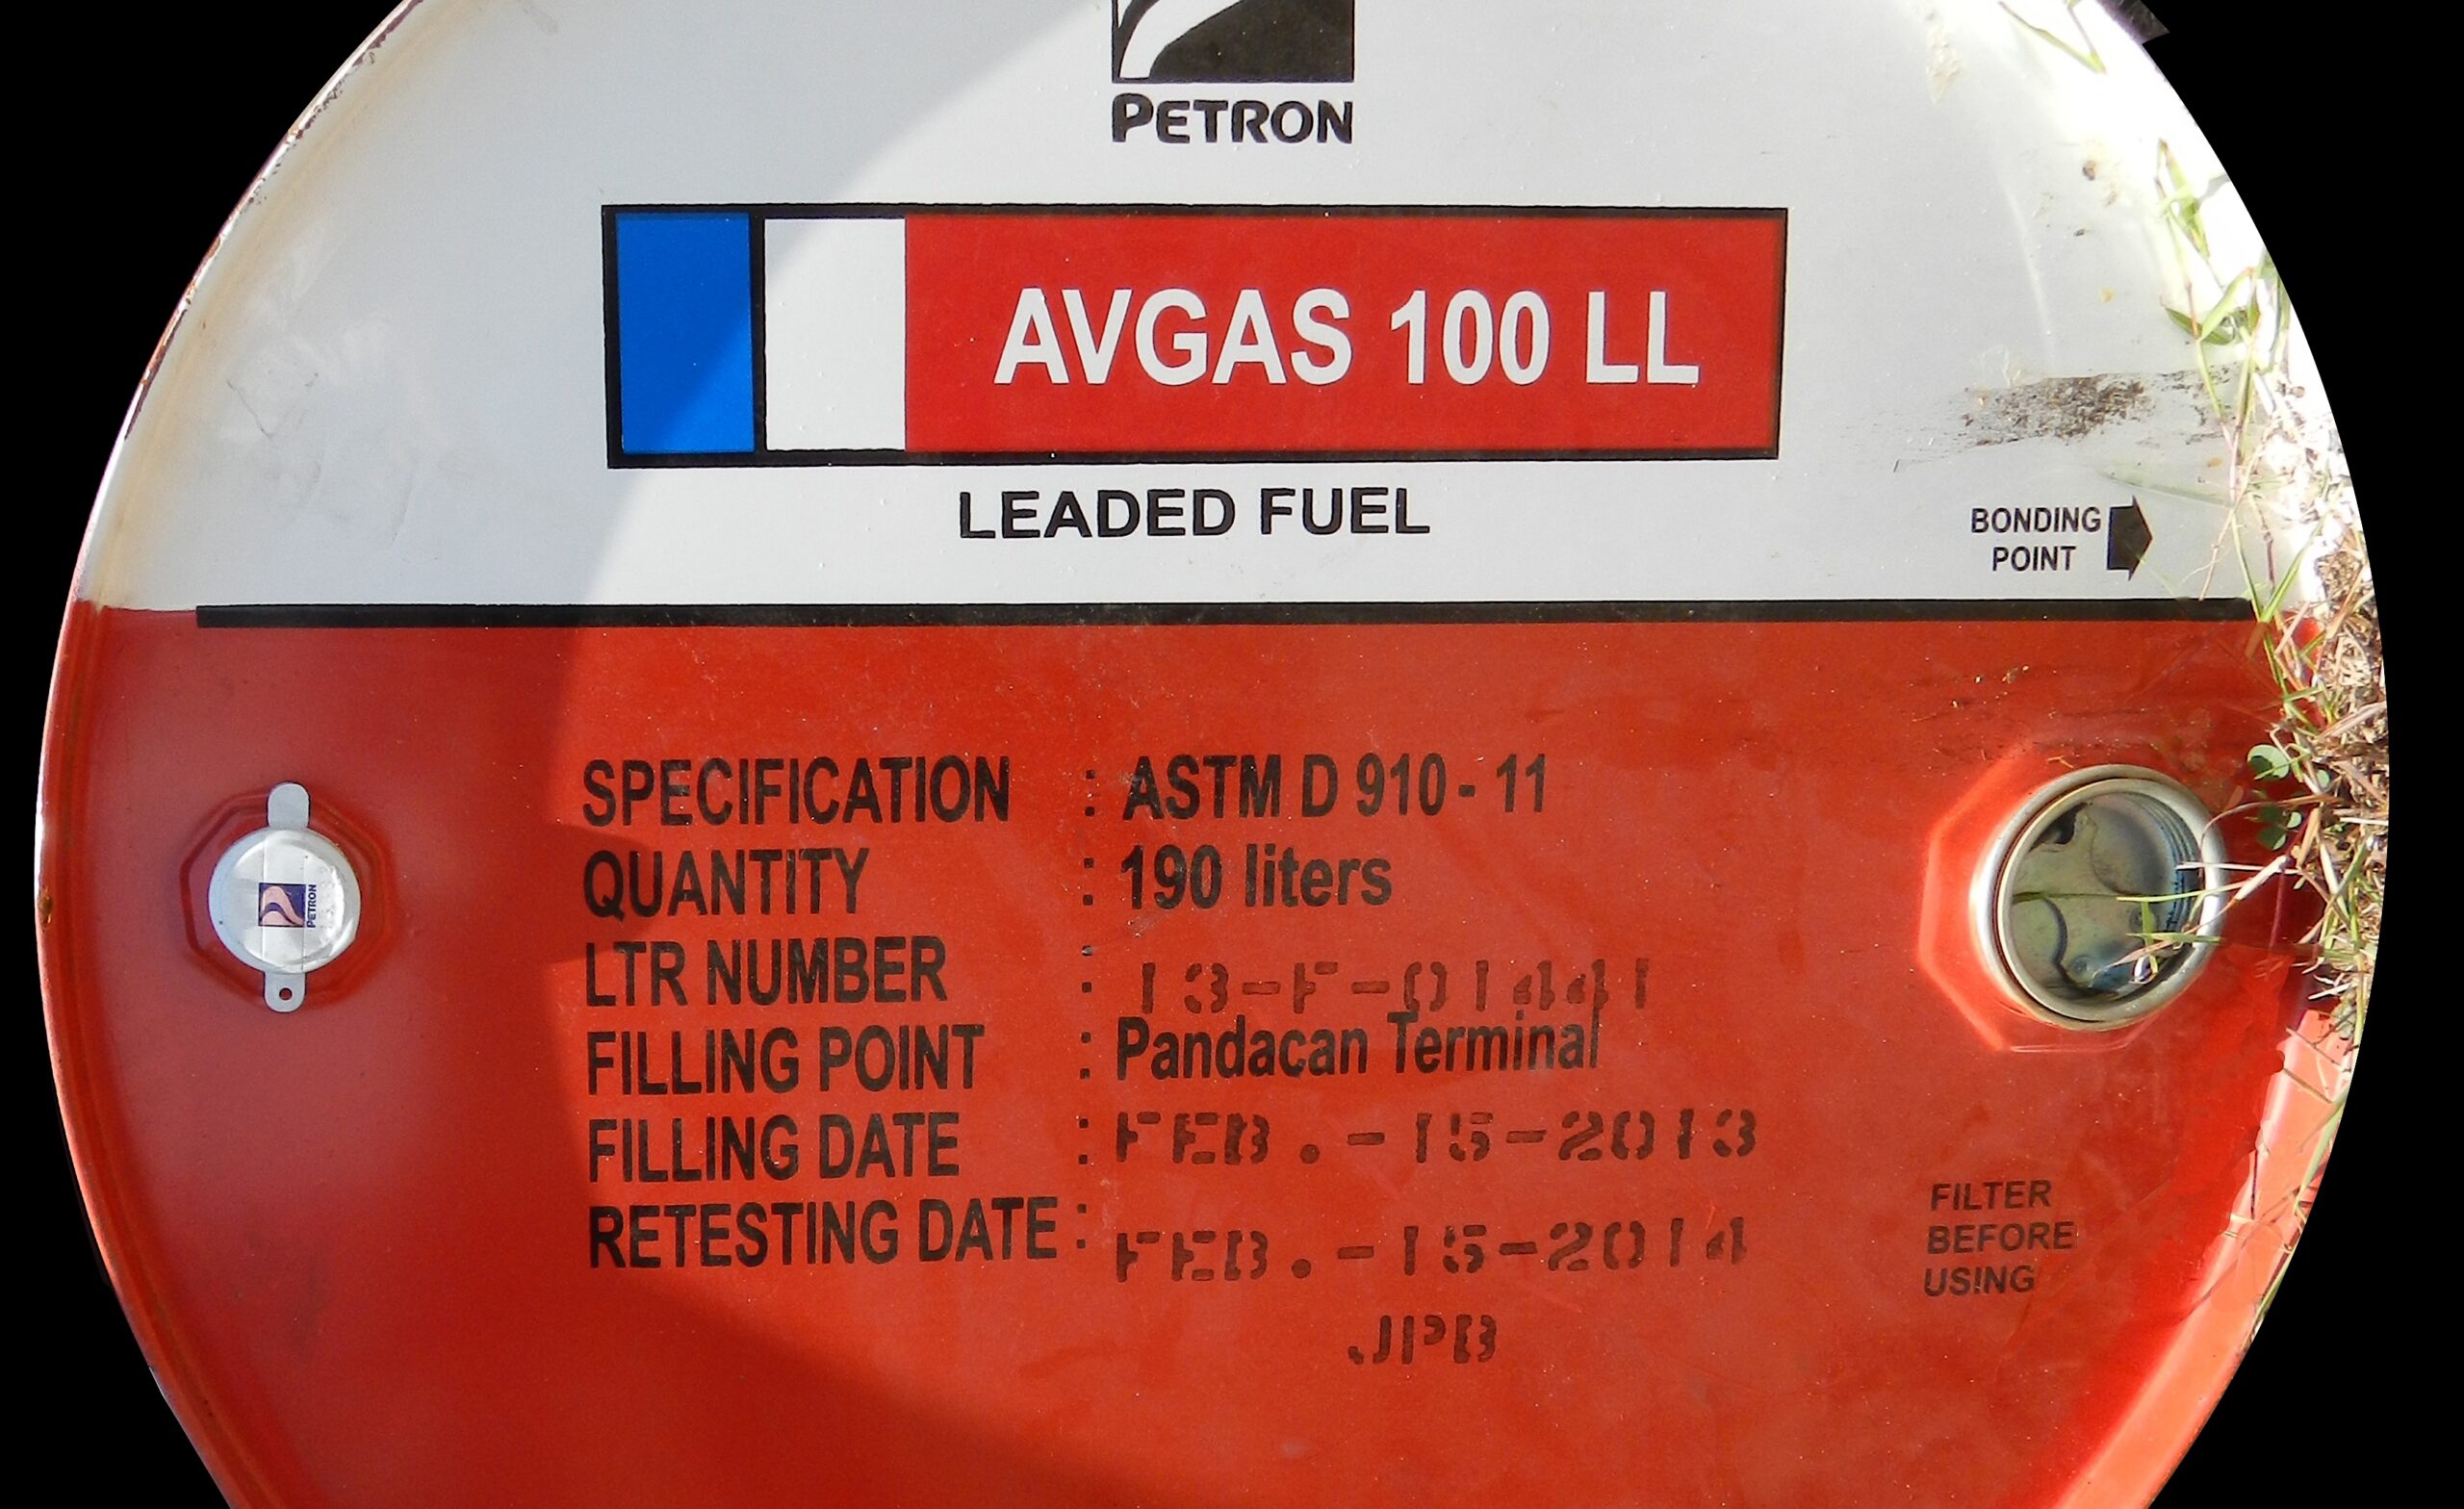 PETRON
AVGAS 100 LL
LEADED FUEL
BONDING
POINT
SPECIFICATION : ASTM D 910 - 11
QUANTITY : 190 liters
LTR NUMBER : 13-F-01441
FILLING POINT : Pandacan Terminal
FILLING DATE : FEB.-15-2013
RETESTING DATE : FEB.-15-2014
JPB
FILTER
BEFORE
USING
PETRON